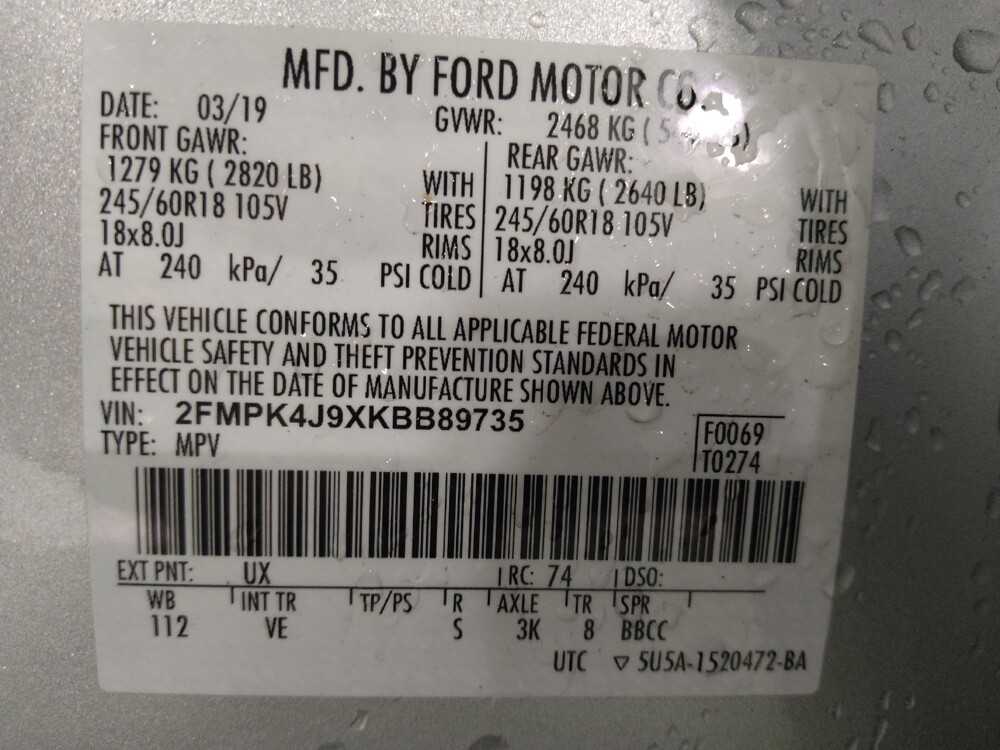 MFD. BY FORD MOTOR CO.
DATE: 03/19
GVWR: 2468 KG (
FRONT GAWR:
1279 KG ( 2820 LB) WITH
245/60R18 105V TIRES
18x8.0J RIMS
AT 240 kPa/ 35 PSI COLD
REAR GAWR:
1198 KG ( 2640 LB) WITH
245/60R18 105V TIRES
18x8.0J RIMS
AT 240 kPa/ 35 PSI COLD
THIS VEHICLE CONFORMS TO ALL APPLICABLE FEDERAL MOTOR
VEHICLE SAFETY AND THEFT PREVENTION STANDARDS IN
EFFECT ON THE DATE OF MANUFACTURE SHOWN ABOVE.
VIN: 2FMPK4J9XKBB89735
TYPE: MPV
F0069
T0274
EXT PNT: UX RC: 74 DSO:
WB INT TR TP/PS R AXLE TR SPR
112 VE S 3K 8 BBCC
UTC ▽ 5U5A-1520472-BA